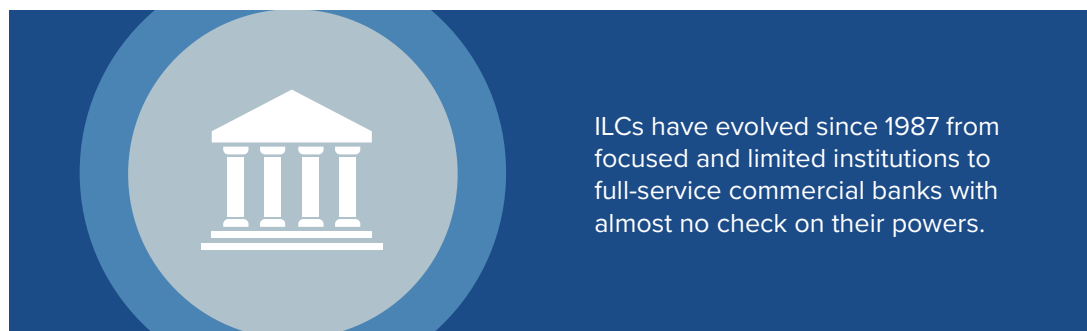 ILCs have evolved since 1987 from
focused and limited institutions to
full-service commercial banks with
almost no check on their powers.